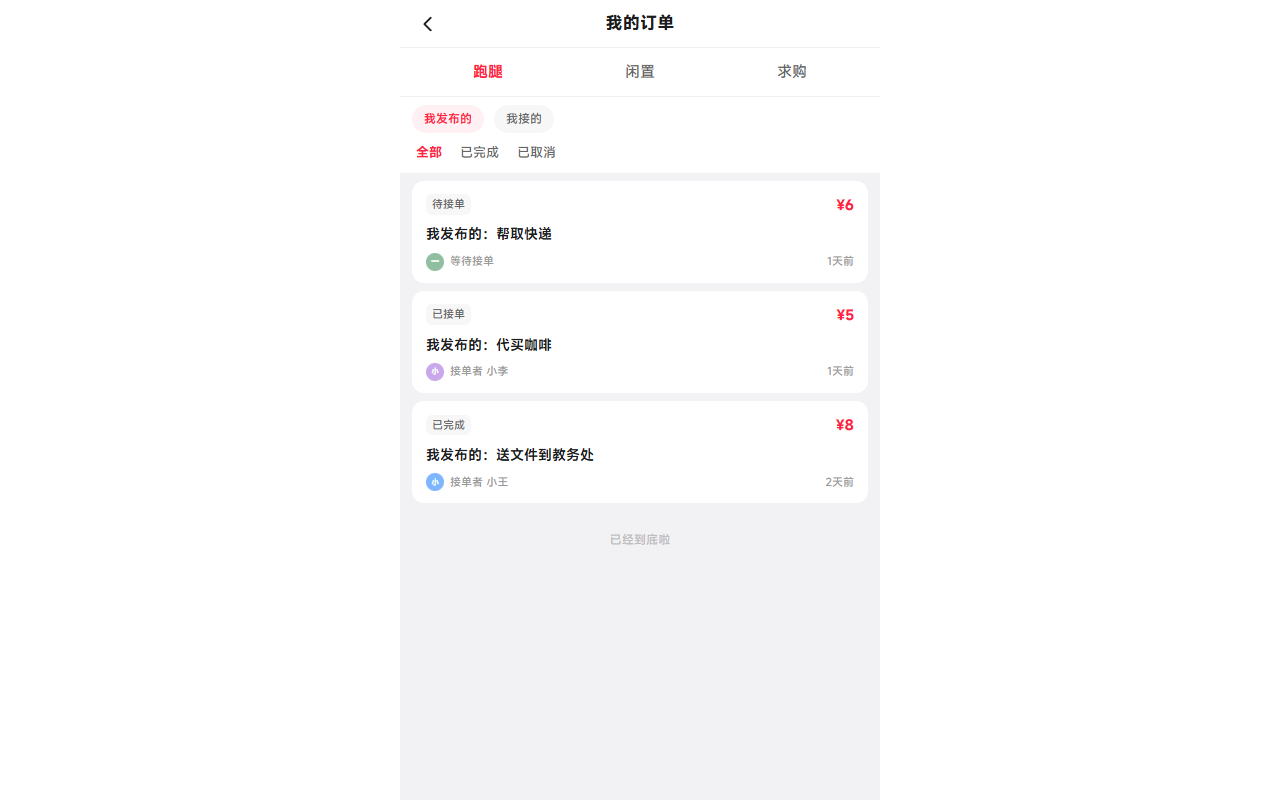 我的订单
跑腿 闲置 求购
我发布的 我接的
全部 已完成 已取消
待接单 ¥6
我发布的：帮取快递
一 等待接单 1天前
已接单 ¥5
我发布的：代买咖啡
小 接单者 小李 1天前
已完成 ¥8
我发布的：送文件到教务处
小 接单者 小王 2天前
已经到底啦